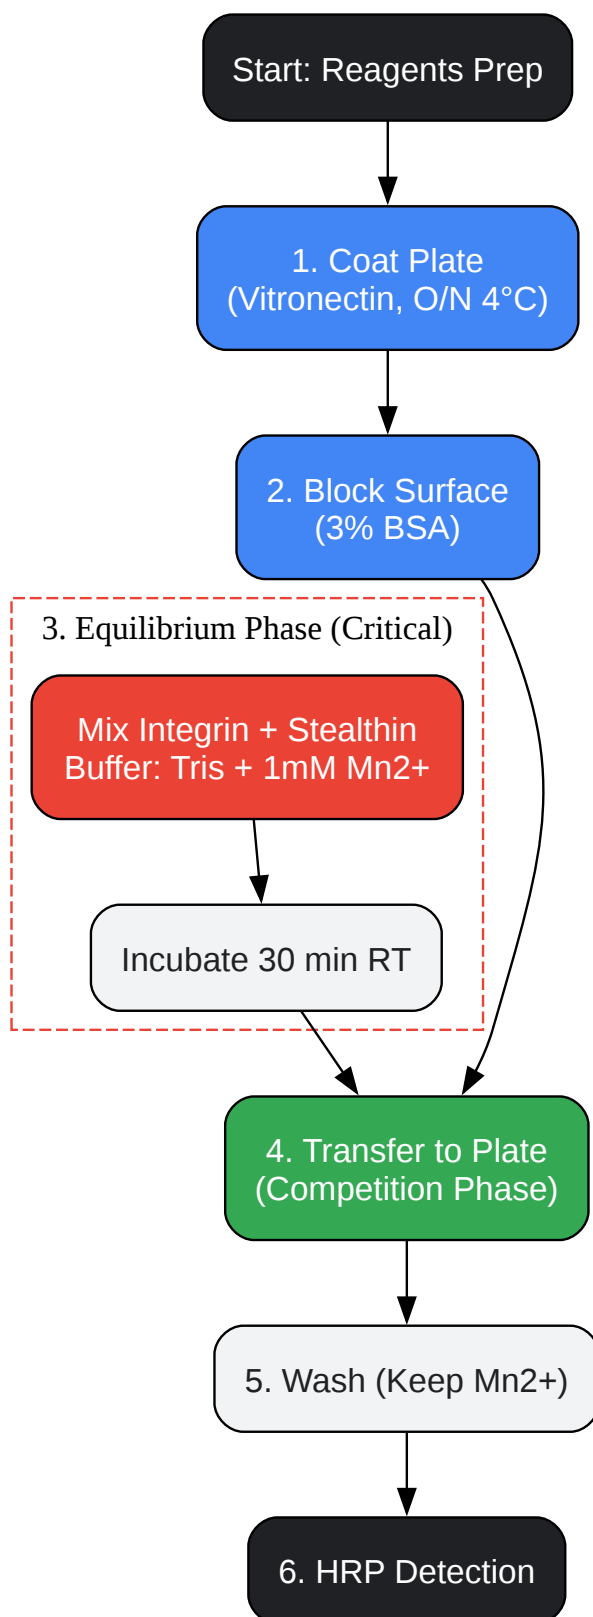 Start: Reagents Prep
1. Coat Plate
(Vitronectin, O/N 4°C)
2. Block Surface
(3% BSA)
3. Equilibrium Phase (Critical)
Mix Integrin + Stealthin
Buffer: Tris + 1mM Mn2+
Incubate 30 min RT
4. Transfer to Plate
(Competition Phase)
5. Wash (Keep Mn2+)
6. HRP Detection